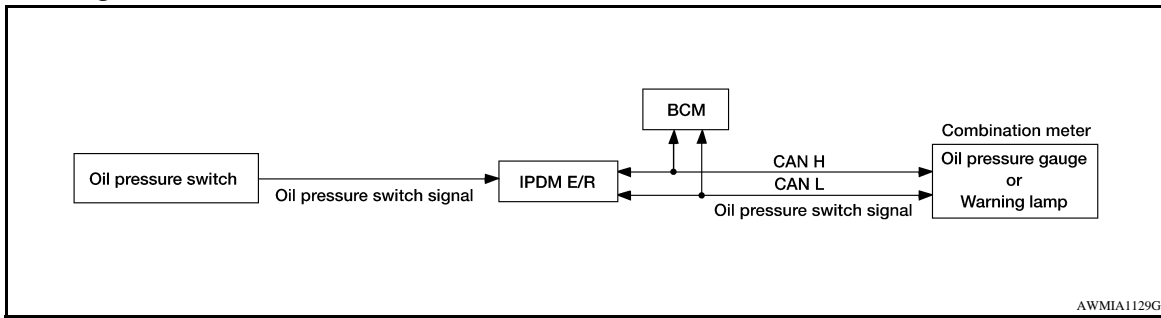 BCM
Combination meter
Oil pressure switch
Oil pressure switch signal
IPDM E/R
CAN H
CAN L
Oil pressure switch signal
Oil pressure gauge
or
Warning lamp
AWMIA1129G